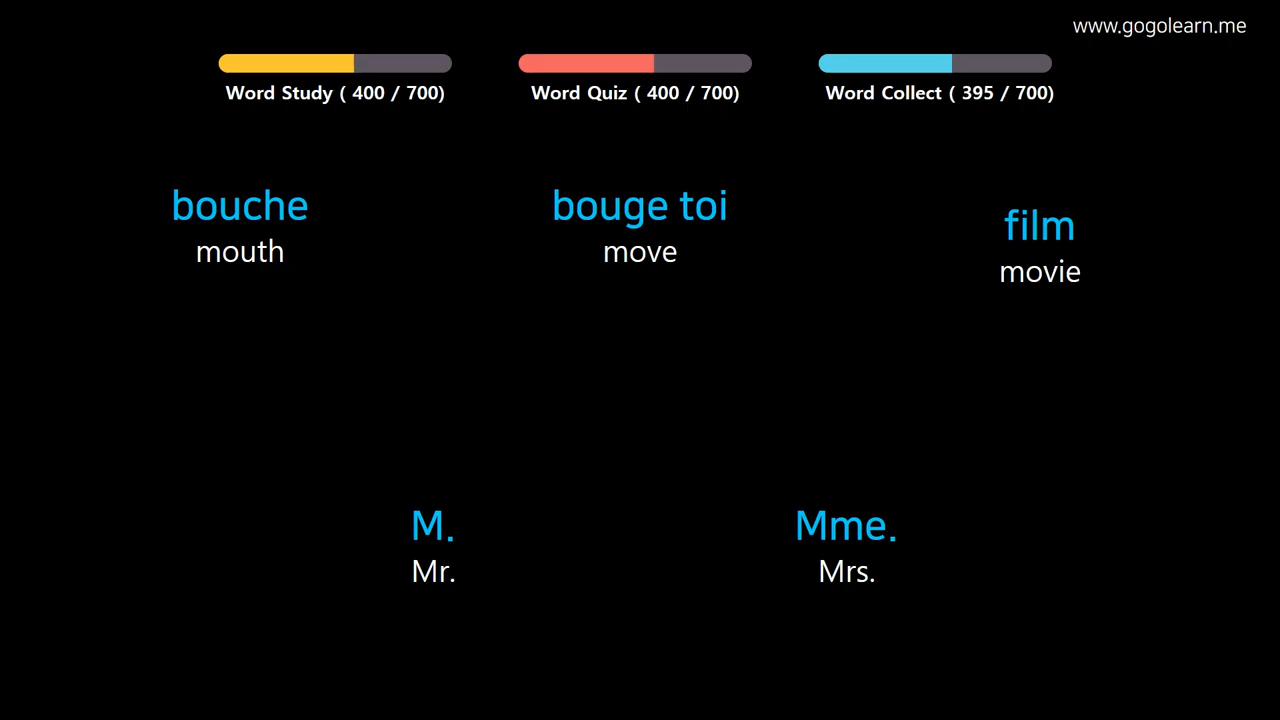 www.gogolearn.me
Word Study ( 400 / 700)
Word Quiz ( 400 / 700)
Word Collect ( 395 / 700)
bouche
mouth
bouge toi
move
film
movie
M.
Mr.
Mme.
Mrs.